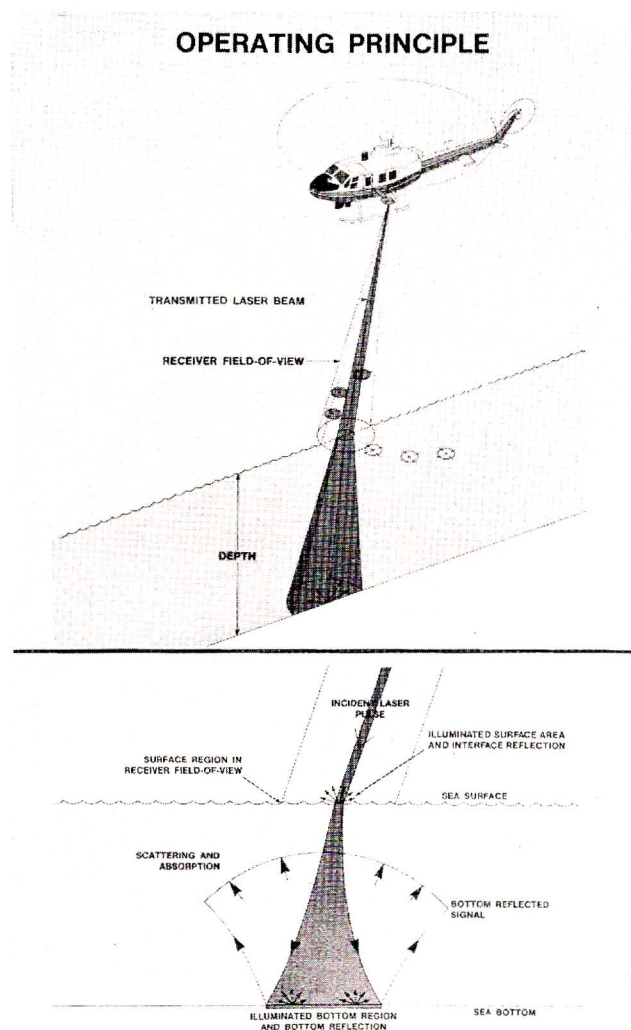 OPERATING PRINCIPLE
TRANSMITTED LASER BEAM
RECEIVER FIELD-OF-VIEW
DEPTH
INCIDENT LASER
PULSE
ILLUMINATED SURFACE AREA
AND INTERFACE REFLECTION
SURFACE REGION IN
RECEIVER FIELD-OF-VIEW
SEA SURFACE
SCATTERING AND
ABSORPTION
BOTTOM REFLECTED
SIGNAL
ILLUMINATED BOTTOM REGION
AND BOTTOM REFLECTION
SEA BOTTOM